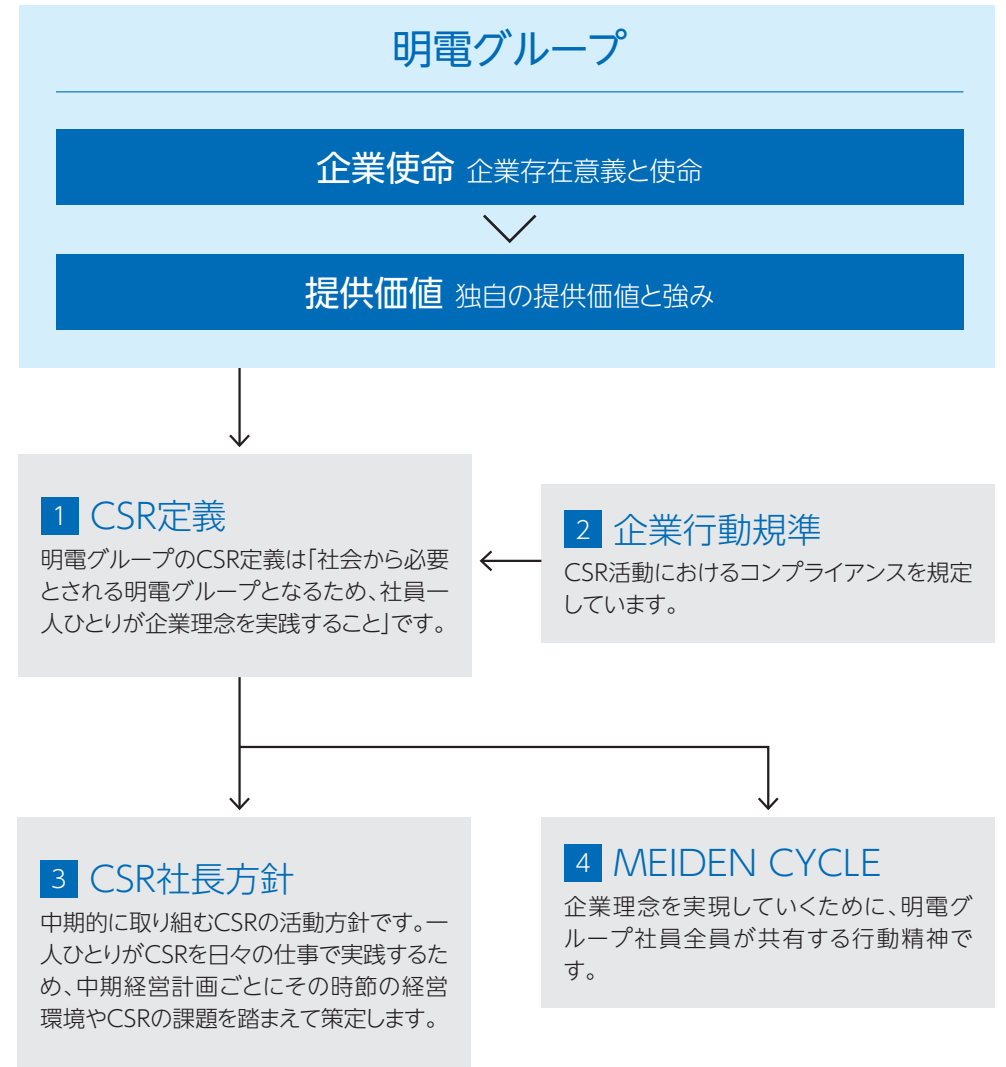 明電グループ
企業使命 企業存在意義と使命
提供価値 独自の提供価値と強み
1 CSR定義
明電グループのCSR定義は「社会から必要
とされる明電グループとなるため、社員一
人ひとりが企業理念を実践すること」です。
2 企業行動規準
CSR活動におけるコンプライアンスを規定
しています。
3 CSR社長方針
中期的に取り組むCSRの活動方針です。一
人ひとりがCSRを日々の仕事で実践するた
め、中期経営計画ごとにその時節の経営
環境やCSRの課題を踏まえて策定します。
4 MEIDEN CYCLE
企業理念を実現していくために、明電グ
ループ社員全員が共有する行動精神で
す。